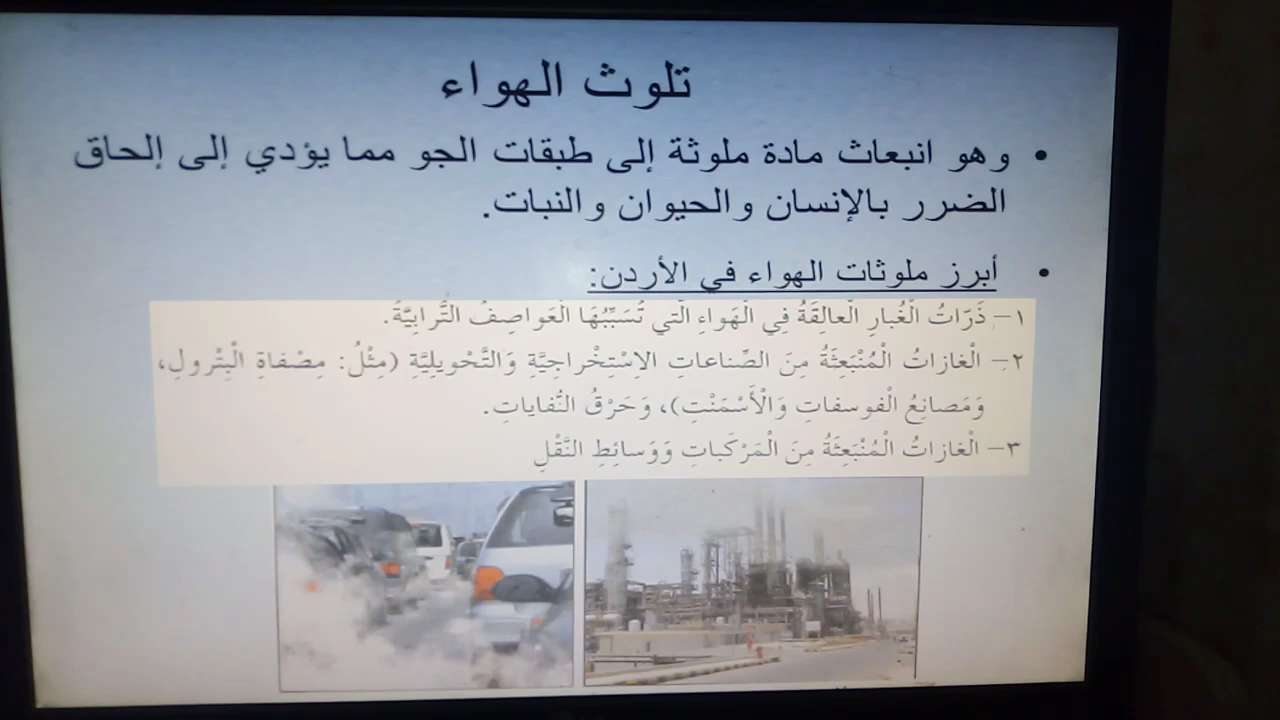 تلوث الهواء
• وهو انبعاث مادة ملوثة إلى طبقات الجو مما يؤدي إلى إلحاق
الضرر بالإنسان والحيوان والنبات.
• أبرز ملوثات الهواء في الأردن:
١- ذَرّاتُ الْغُبارِ الْعالِقَةُ فِي الْهَواءِ الَّتي تُسَبِّبُهَا الْعَواصِفُ التُّرابِيَّةُ.
٢- الْغازاتُ الْمُنْبَعِثَةُ مِنَ الصِّناعاتِ الِاسْتِخْراجِيَّةِ وَالتَّحْويلِيَّةِ (مِثْلُ: مِصْفاةِ الْبِتْرولِ،
وَمَصانِعُ الْفوسفاتِ وَالْأَسْمَنْتِ)، وَحَرْقُ النُّفاياتِ.
٣- الْغازاتُ الْمُنْبَعِثَةُ مِنَ الْمَرْكَباتِ وَوَسائِطِ النَّقْلِ